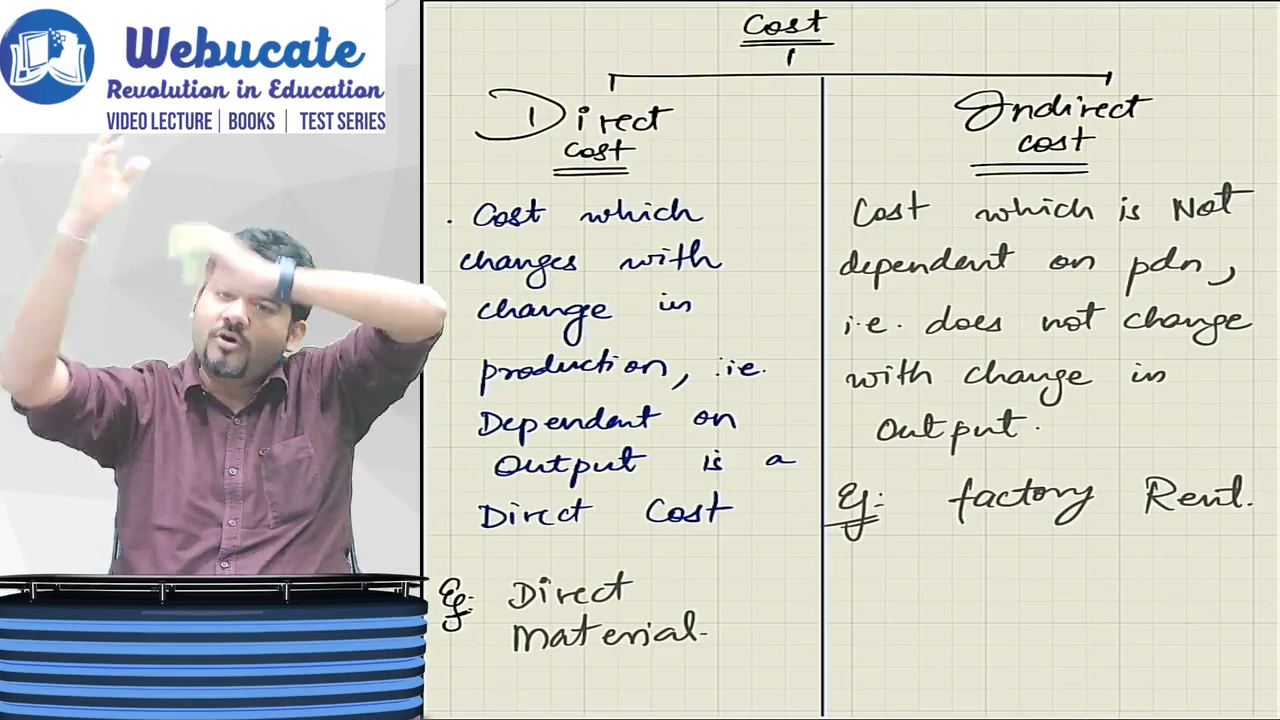 Webucate
Revolution in Education
VIDEO LECTURE | BOOKS | TEST SERIES
Cost
Direct
cost
. Cost which
changes with
change in
production, i.e.
Dependent on
Output is a
Direct Cost
Eg: Direct
Material.
Indirect
cost
Cost which is Not
dependent on pdn,
i.e. does not change
with change in
Output.
Eg: factory Rent.